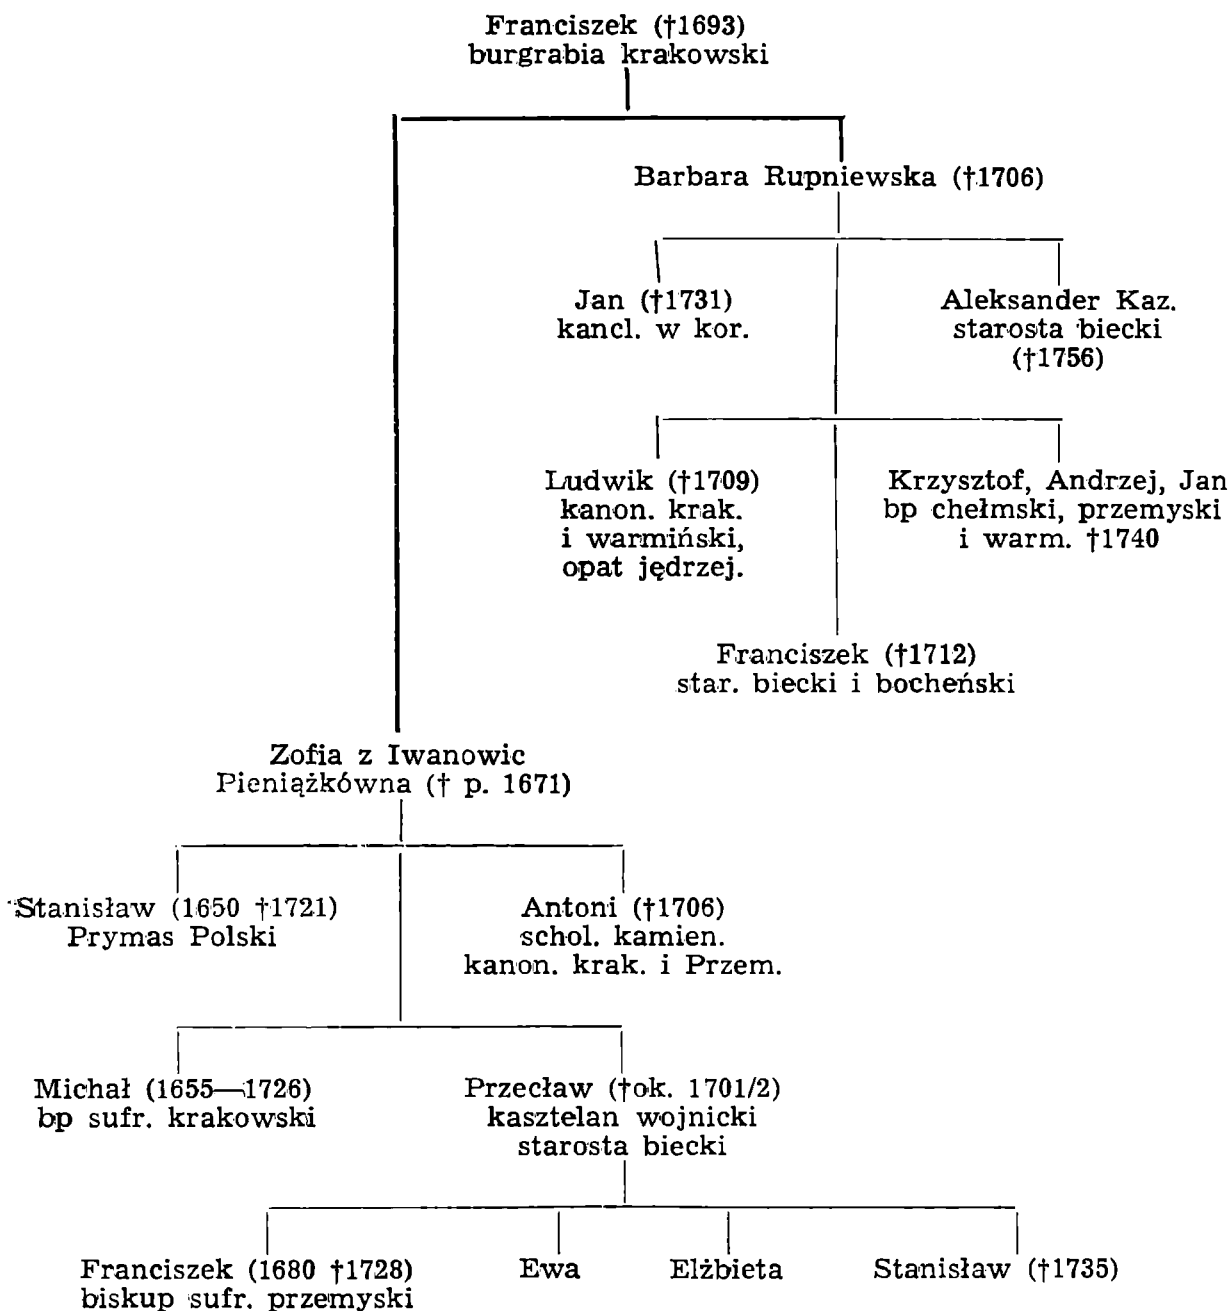 Franciszek (†1693)
burgrabia krakowski
Barbara Rupniewska (†1706)
Jan (†1731)
kancl. w kor.
Aleksander Kaz.
starosta biecki
(†1756)
Ludwik (†1709)
kanon. krak.
i warmiński,
opat jędrzej.
Krzysztof, Andrzej, Jan
bp chełmski, przemyski
i warm. †1740
Franciszek (†1712)
star. biecki i bocheński
Zofia z Iwanowic
Pieniążkówna († p. 1671)
Stanisław (1650 †1721)
Prymas Polski
Antoni (†1706)
schol. kamien.
kanon. krak. i Przem.
Michał (1655—1726)
bp sufr. krakowski
Przecław (†ok. 1701/2)
kasztelan wojnicki
starosta biecki
Franciszek (1680 †1728)
biskup sufr. przemyski
Ewa
Elżbieta
Stanisław (†1735)